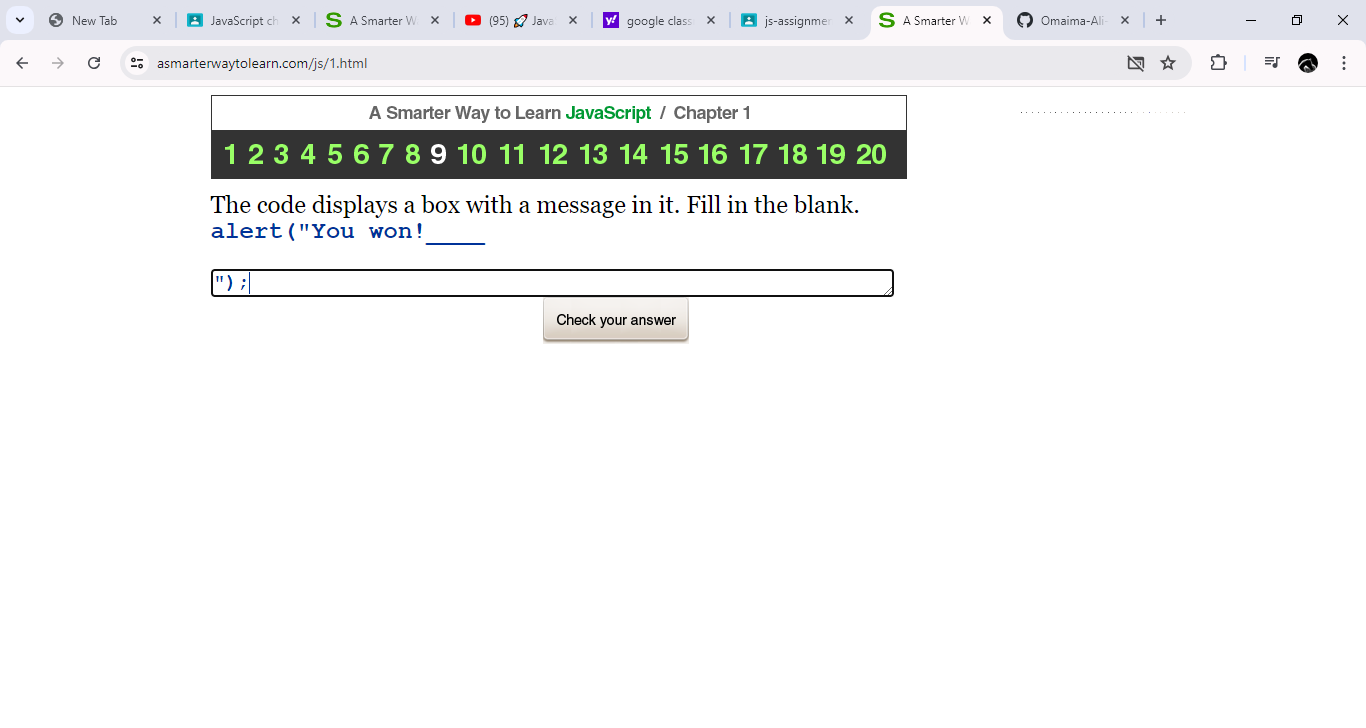 New Tab
JavaScript ch
A Smarter W
(95) 🚀 Java
google class
js-assignmen
A Smarter W
Omaima-Ali-
asmarterwaytolearn.com/js/1.html
A Smarter Way to Learn JavaScript / Chapter 1
1 2 3 4 5 6 7 8 9 10 11 12 13 14 15 16 17 18 19 20
The code displays a box with a message in it. Fill in the blank.
alert("You won!____
");
Check your answer